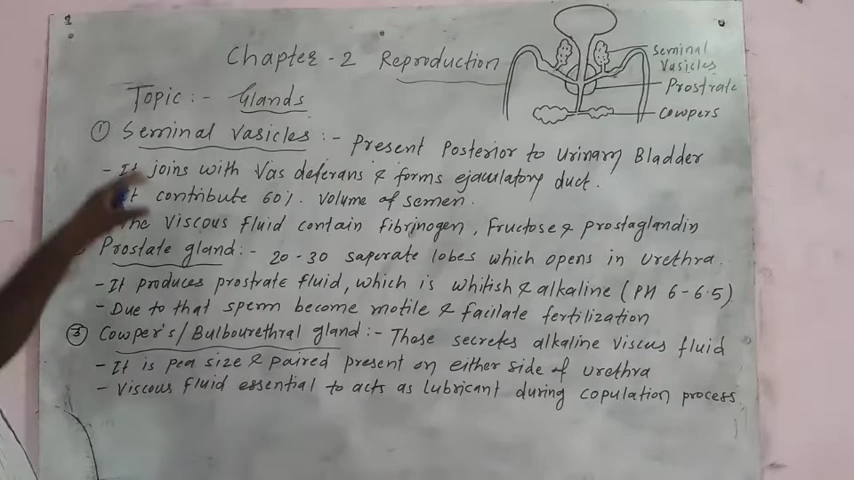 1
Chapter - 2 Reproduction
Seminal
Vasicles
Prostrate
Cowpers
Topic :- Glands
① Seminal Vasicles :- Present Posterior to Urinary Bladder
- It joins with Vas deferans & forms ejaculatory duct.
It contribute 60%. Volume of semen.
The Viscous fluid contain fibrinogen, Fructose & prostaglandin
Prostate gland :- 20-30 saperate lobes which opens in urethra.
- It produces prostrate fluid, which is whitish & alkaline (PH 6-6.5)
- Due to that sperm become motile & facilate fertilization
③ Cowper's/Bulbourethral gland :- These secretes alkaline viscus fluid
- It is pea size & paired present on either side of urethra
- Viscous fluid essential to acts as lubricant during copulation process